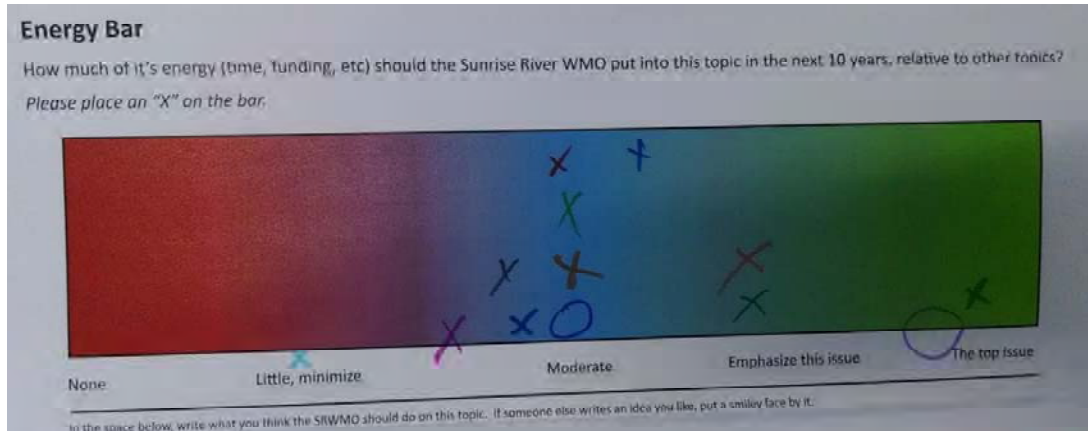 Energy Bar
How much of it's energy (time, funding, etc) should the Sunrise River WMO put into this topic in the next 10 years, relative to other topics?
Please place an "X" on the bar.
X X
X
X X X
X O X X
X
X
None Little, minimize Moderate Emphasize this issue The top issue
In the space below, write what you think the SRWMO should do on this topic. If someone else writes an idea you like, put a smiley face by it.